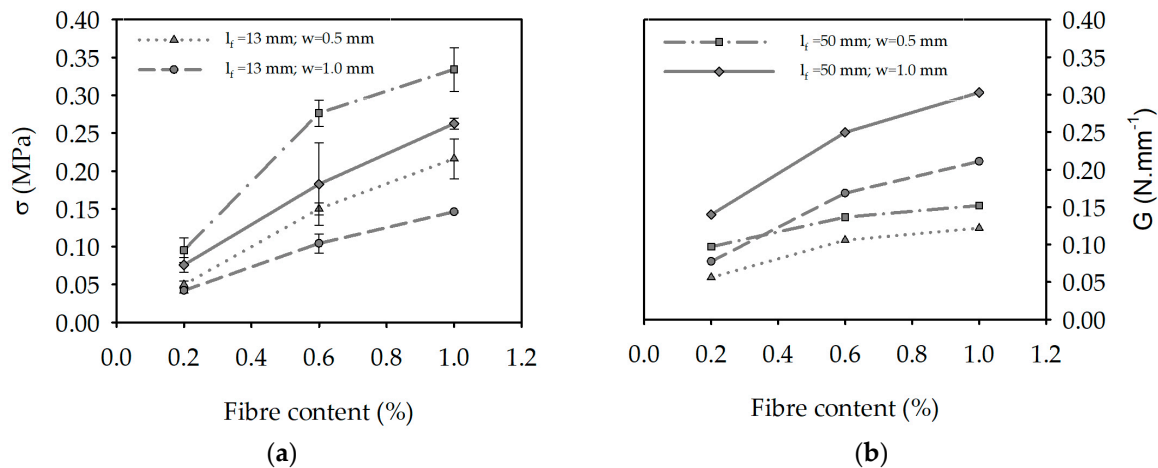 0.40
0.35
0.30
0.25
0.20
0.15
0.10
0.05
0.00
σ (MPa)
l_f =13 mm; w=0.5 mm
l_f =13 mm; w=1.0 mm
0.0 0.2 0.4 0.6 0.8 1.0 1.2
Fibre content (%)
(a)
l_f =50 mm; w=0.5 mm
l_f =50 mm; w=1.0 mm
0.40
0.35
0.30
0.25
0.20
0.15
0.10
0.05
0.00
G (N.mm⁻¹)
0.0 0.2 0.4 0.6 0.8 1.0 1.2
Fibre content (%)
(b)